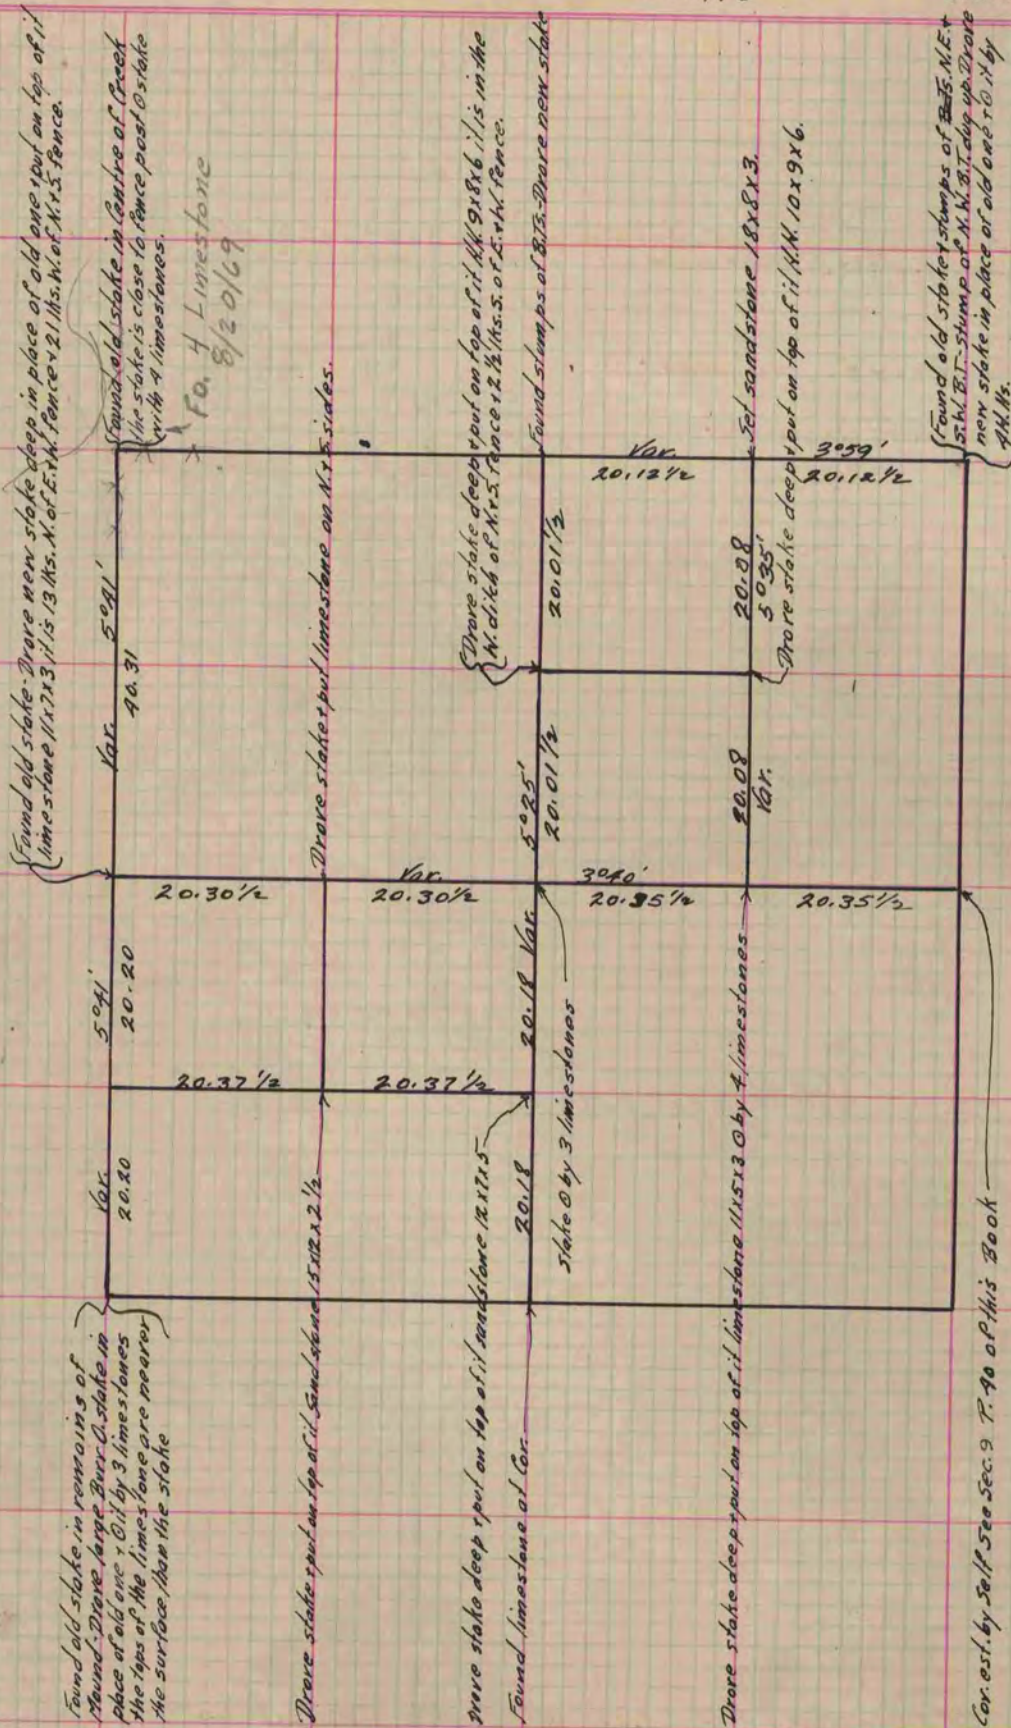 {Found old stake. Drove new stake deep in place of old one + put on top of it
limestone 11x7x3, it is 13 lks. N. of E.+W. fence + 21 lks. W. of N.+S. fence.
{Found old stake in Centre of Creek
the stake is close to fence post ʘ stake
with 4 limestones.
Fo. 4 Limestone
8/20/69
Found old stake in remains of
Mound. Drove large Burr O. stake in
place of old one + ʘ it by 3 limestones
the tops of the limestone are nearer
the surface than the stake
Var. 5°41'
20.20 20.20
Var. 5°41'
40.31
20.37½
20.30½
Drove stake + put on top of it sand stone 15x12x2½
Drove stake + put limestone on N.+S. sides.
20.37½
Var.
20.30½
{Drove stake deep + put on top of it N.H. 9x8x6 it is in the
W. ditch of N.+S. fence + 2½ lks. S. of E.+W. fence.
Drove stake deep + put on top of it sandstone 12x7x5
Found limestone at Cor.
20.18 20.18 Var. 5°25'
20.01½ 20.01½
Found stumps of B.Ts. Drove new stake
stake ʘ by 3 limestones
3°40'
20.35½
Var.
20.12½
Drove stake deep + put on top of it limestone 11x5x3 ʘ by 4 limestones
20.08 20.08
Var. 5°35'
Set sandstone 18x8x3.
Drove stake deep + put on top of it N.H. 10x9x6.
20.35½
3°59'
20.12½
{Found old stake + stumps of B.Ts. N.E. +
S.W. B.T. - stump of N.W. B.T. dug up. Drove
new stake in place of old one + ʘ it by
4 N.Hs.
Cor. est. by Self See Sec. 9 P. 40 of this Book